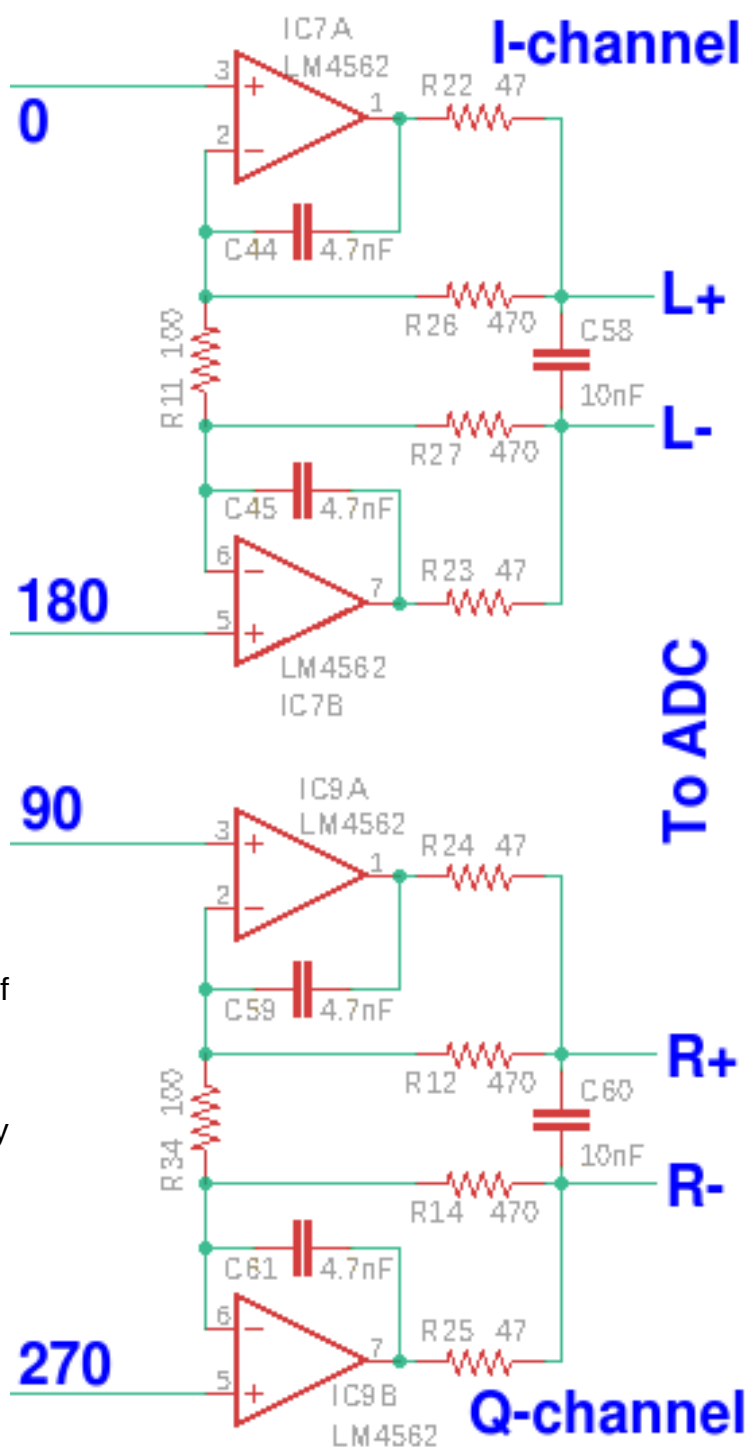 IC7A
LM4562
I-channel
0
3
2
1
R22 47
C44 4.7nF
R26 470
L+
R11 100
C58
10nF
R27 470
L-
C45 4.7nF
6
180
5
7
R23 47
LM4562
IC7B
To ADC
90
IC9A
LM4562
3
2
1
R24 47
of
C59 4.7nF
R12 470
R+
R34 100
C60
10nF
y
R14 470
R-
C61 4.7nF
6
270
5
7
R25 47
IC9B
LM4562
Q-channel